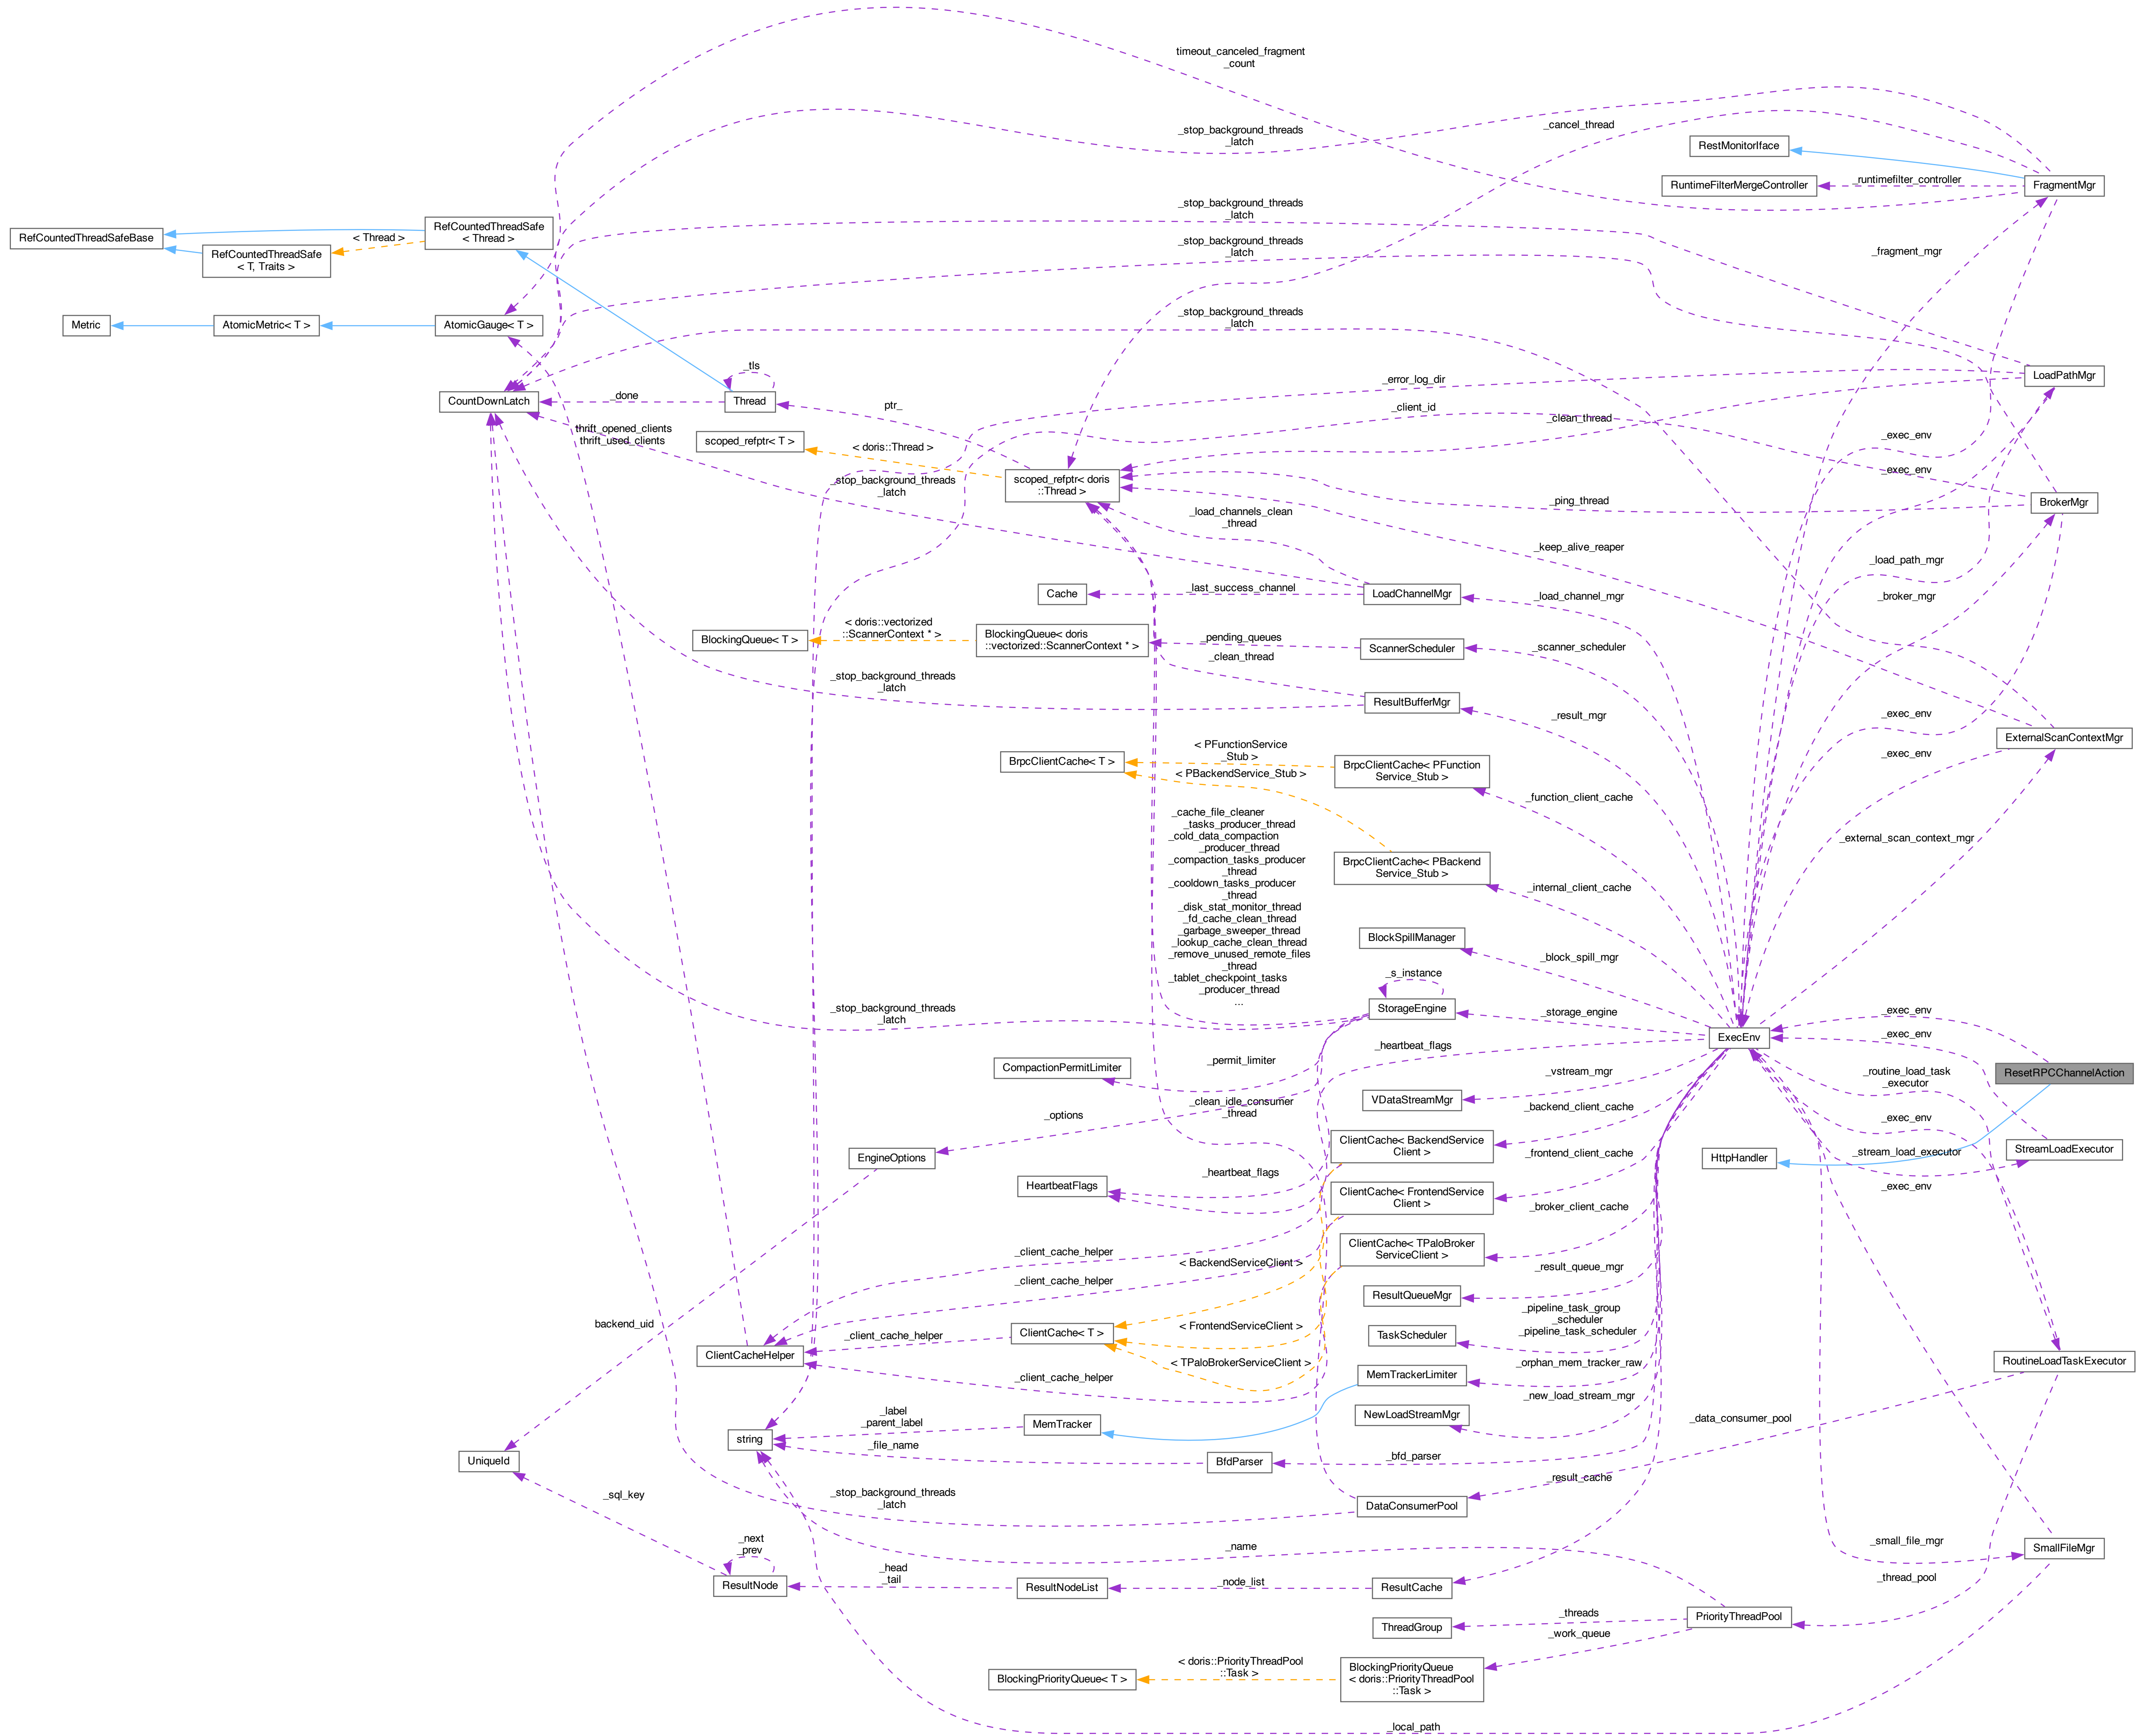 timeout_canceled_fragment
_count
_stop_background_threads
_latch
_cancel_thread
RestMonitorIface
RuntimeFilterMergeController
_runtimefilter_controller
FragmentMgr
_stop_background_threads
_latch
RefCountedThreadSafeBase
< Thread >
RefCountedThreadSafe
< Thread >
RefCountedThreadSafe
< T, Traits >
_stop_background_threads
_latch
_fragment_mgr
Metric
AtomicMetric< T >
AtomicGauge< T >
_stop_background_threads
_latch
_tls
_error_log_dir
LoadPathMgr
CountDownLatch
_done
Thread
ptr_
_client_id
_clean_thread
thrift_opened_clients
thrift_used_clients
scoped_refptr< T >
< doris::Thread >
_exec_env
scoped_refptr< doris
::Thread >
_stop_background_threads
_latch
_exec_env
_ping_thread
BrokerMgr
_load_channels_clean
_thread
_keep_alive_reaper
_load_path_mgr
Cache
_last_success_channel
LoadChannelMgr
_load_channel_mgr
_broker_mgr
BlockingQueue< T >
< doris::vectorized
::ScannerContext * >
BlockingQueue< doris
::vectorized::ScannerContext * >
_pending_queues
ScannerScheduler
_scanner_scheduler
_clean_thread
_stop_background_threads
_latch
ResultBufferMgr
_result_mgr
_exec_env
ExternalScanContextMgr
BrpcClientCache< T >
< PFunctionService
_Stub >
< PBackendService_Stub >
BrpcClientCache< PFunction
Service_Stub >
_exec_env
_function_client_cache
_cache_file_cleaner
_tasks_producer_thread
_cold_data_compaction
_producer_thread
_compaction_tasks_producer
_thread
_cooldown_tasks_producer
_thread
_disk_stat_monitor_thread
_fd_cache_clean_thread
_garbage_sweeper_thread
_lookup_cache_clean_thread
_remove_unused_remote_files
_thread
_tablet_checkpoint_tasks
_producer_thread
...
_external_scan_context_mgr
BrpcClientCache< PBackend
Service_Stub >
_internal_client_cache
BlockSpillManager
_block_spill_mgr
_s_instance
StorageEngine
_storage_engine
_stop_background_threads
_latch
ExecEnv
_exec_env
_exec_env
_heartbeat_flags
CompactionPermitLimiter
_permit_limiter
_vstream_mgr
_routine_load_task
_executor
ResetRPCChannelAction
VDataStreamMgr
_clean_idle_consumer
_thread
_options
_backend_client_cache
_exec_env
EngineOptions
ClientCache< BackendService
Client >
_frontend_client_cache
HttpHandler
_stream_load_executor
StreamLoadExecutor
HeartbeatFlags
_heartbeat_flags
ClientCache< FrontendService
Client >
_exec_env
_broker_client_cache
_client_cache_helper
ClientCache< TPaloBroker
ServiceClient >
< BackendServiceClient >
_result_queue_mgr
_client_cache_helper
ResultQueueMgr
backend_uid
_client_cache_helper
ClientCache< T >
< FrontendServiceClient >
_pipeline_task_group
_scheduler
_pipeline_task_scheduler
TaskScheduler
ClientCacheHelper
< TPaloBrokerServiceClient >
_orphan_mem_tracker_raw
RoutineLoadTaskExecutor
_client_cache_helper
MemTrackerLimiter
_new_load_stream_mgr
_label
_parent_label
MemTracker
NewLoadStreamMgr
_data_consumer_pool
string
_file_name
BfdParser
_bfd_parser
UniqueId
_result_cache
_sql_key
_stop_background_threads
_latch
DataConsumerPool
_next
_prev
_name
_small_file_mgr
SmallFileMgr
ResultNode
_head
_tail
ResultNodeList
_node_list
ResultCache
_thread_pool
ThreadGroup
_threads
PriorityThreadPool
_work_queue
BlockingPriorityQueue< T >
< doris::PriorityThreadPool
::Task >
BlockingPriorityQueue
< doris::PriorityThreadPool
::Task >
_local_path